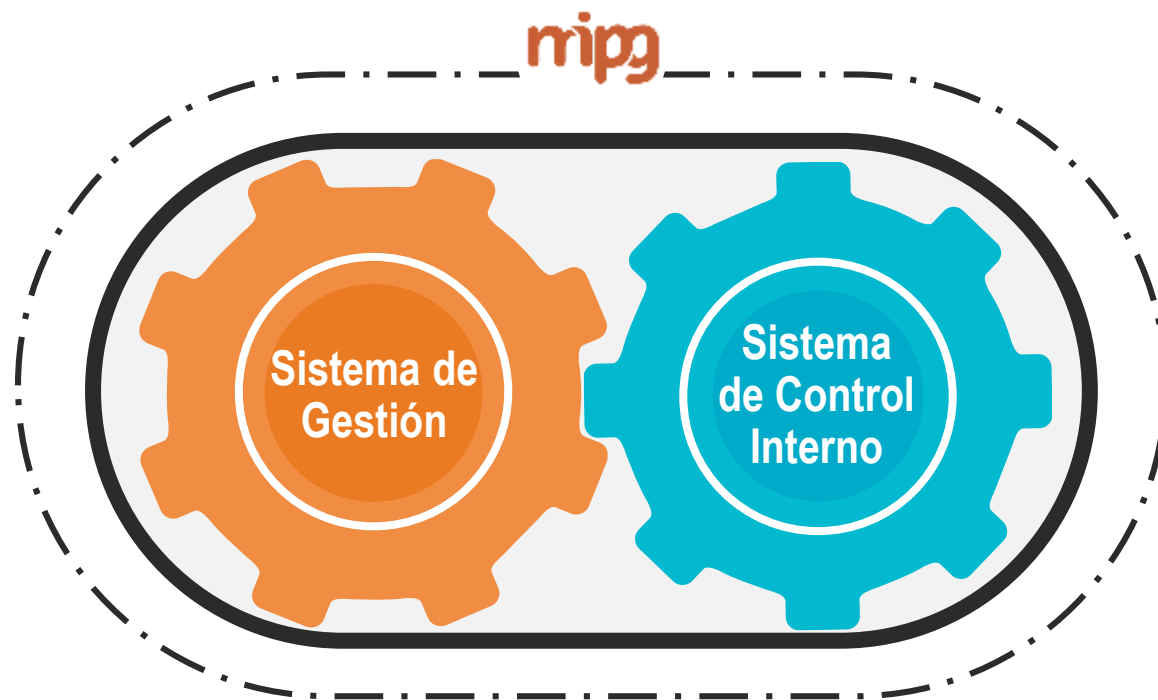 mipg
Sistema de
Gestión
Sistema
de Control
Interno